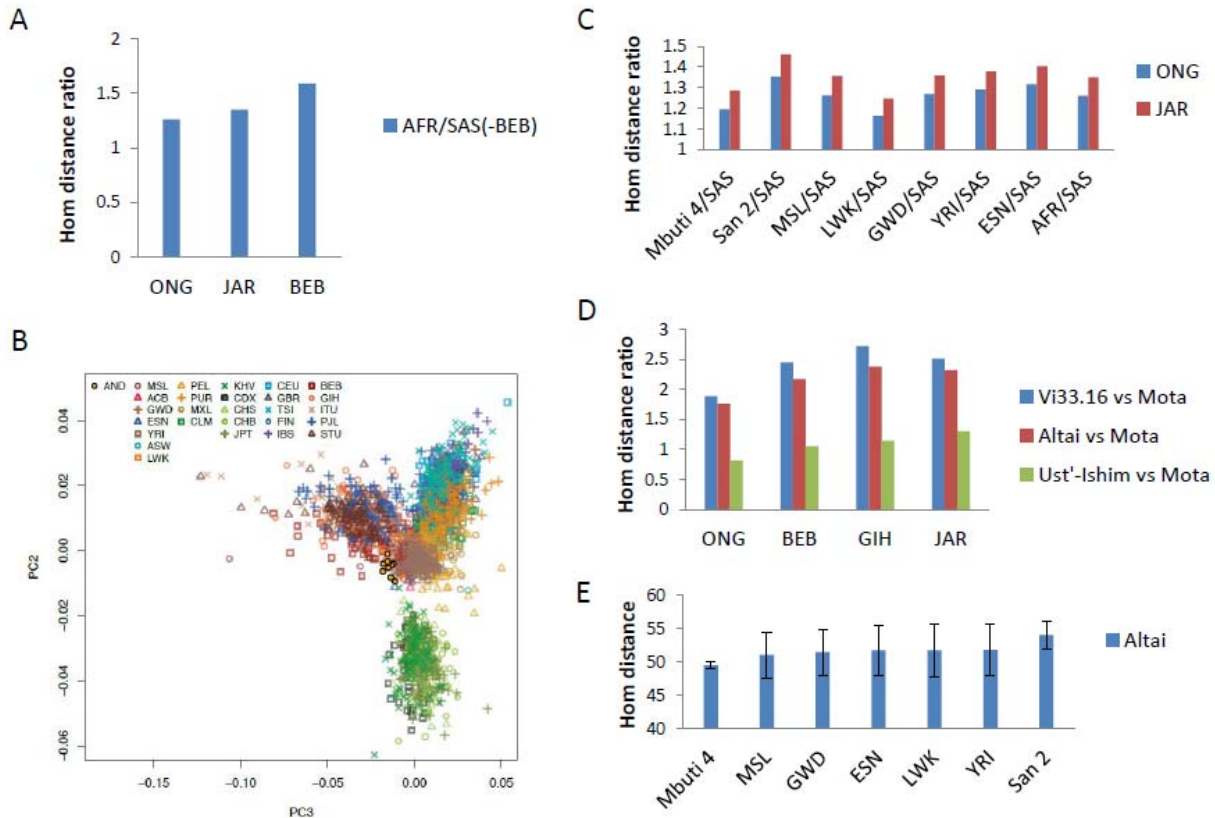 A
2
1.5
1
0.5
0
Hom distance ratio
ONG JAR BEB
AFR/SAS(-BEB)
B
AND MSL PEL KHV CEU BEB
ACB PUR CDX GBR GIH
GWD MXL CHS TSI ITU
ESN CLM CHB FIN PJL
YRI JPT IBS STU
ASW
LWK
0.04
0.02
0.00
−0.02
−0.04
−0.06
PC2
−0.15 −0.10 −0.05 0.00 0.05
PC3
C
1.5
1.4
1.3
1.2
1.1
1
Hom distance ratio
Mbuti 4/SAS San 2/SAS MSL/SAS LWK/SAS GWD/SAS YRI/SAS ESN/SAS AFR/SAS
ONG
JAR
D
3
2.5
2
1.5
1
0.5
0
Hom distance ratio
ONG BEB GIH JAR
Vi33.16 vs Mota
Altai vs Mota
Ust'-Ishim vs Mota
E
60
55
50
45
40
Hom distance
Mbuti 4 MSL GWD ESN LWK YRI San 2
Altai